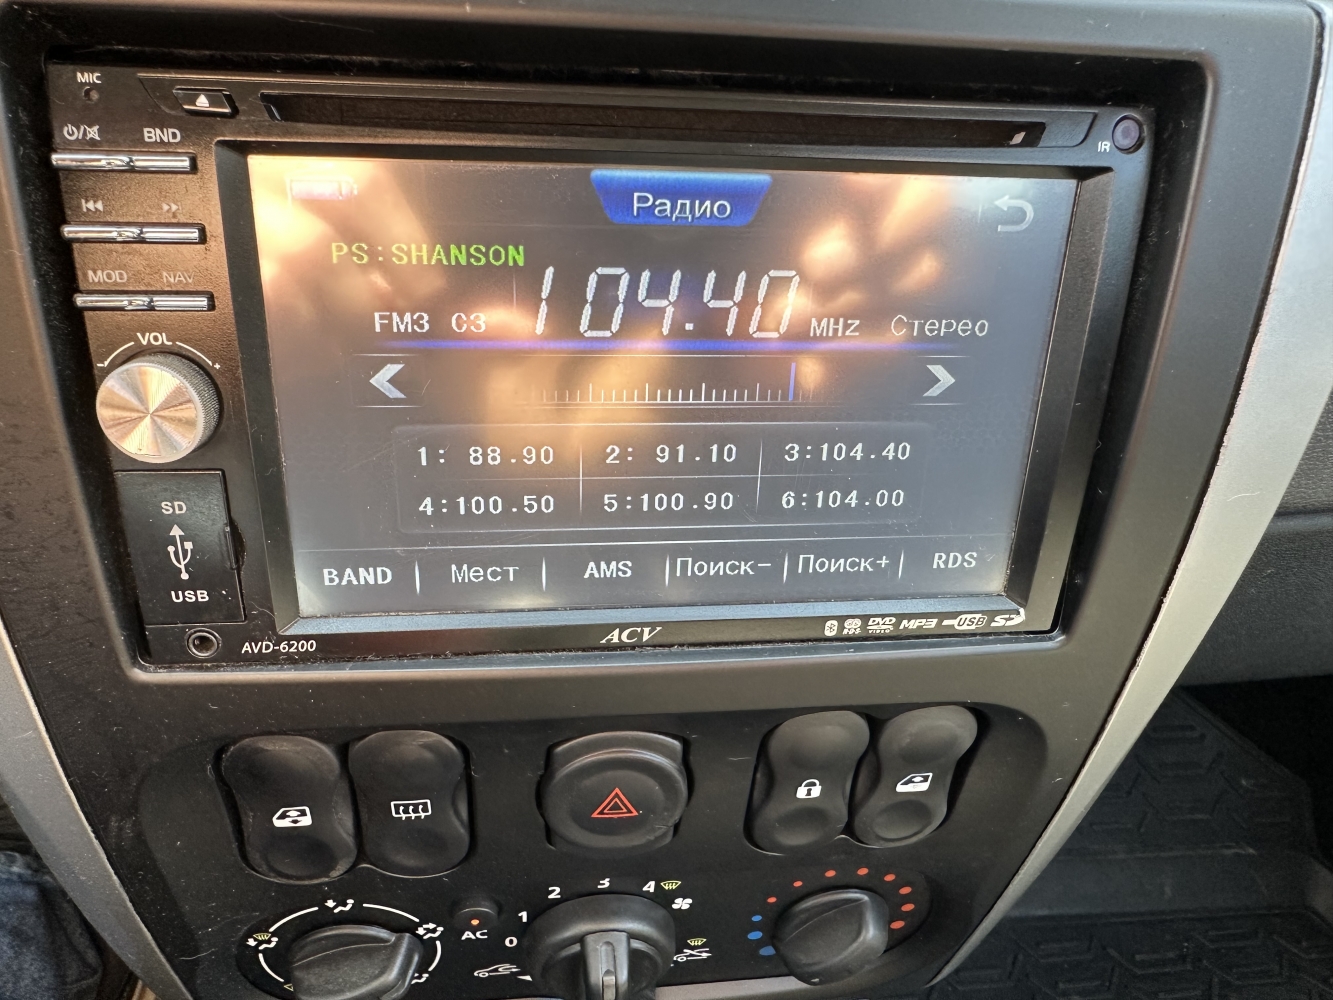 MIC
BND
MOD NAV
VOL
- +
SD
USB
AVD-6200
IR
Радио
PS:SHANSON
FM3 C3 104.40 MHz Стерео
1: 88.90 2: 91.10 3:104.40
4:100.50 5:100.90 6:104.00
BAND Мест AMS Поиск- Поиск+ RDS
ACV
RDS DVD VIDEO MP3 USB SD
AC 0 1 2 3 4